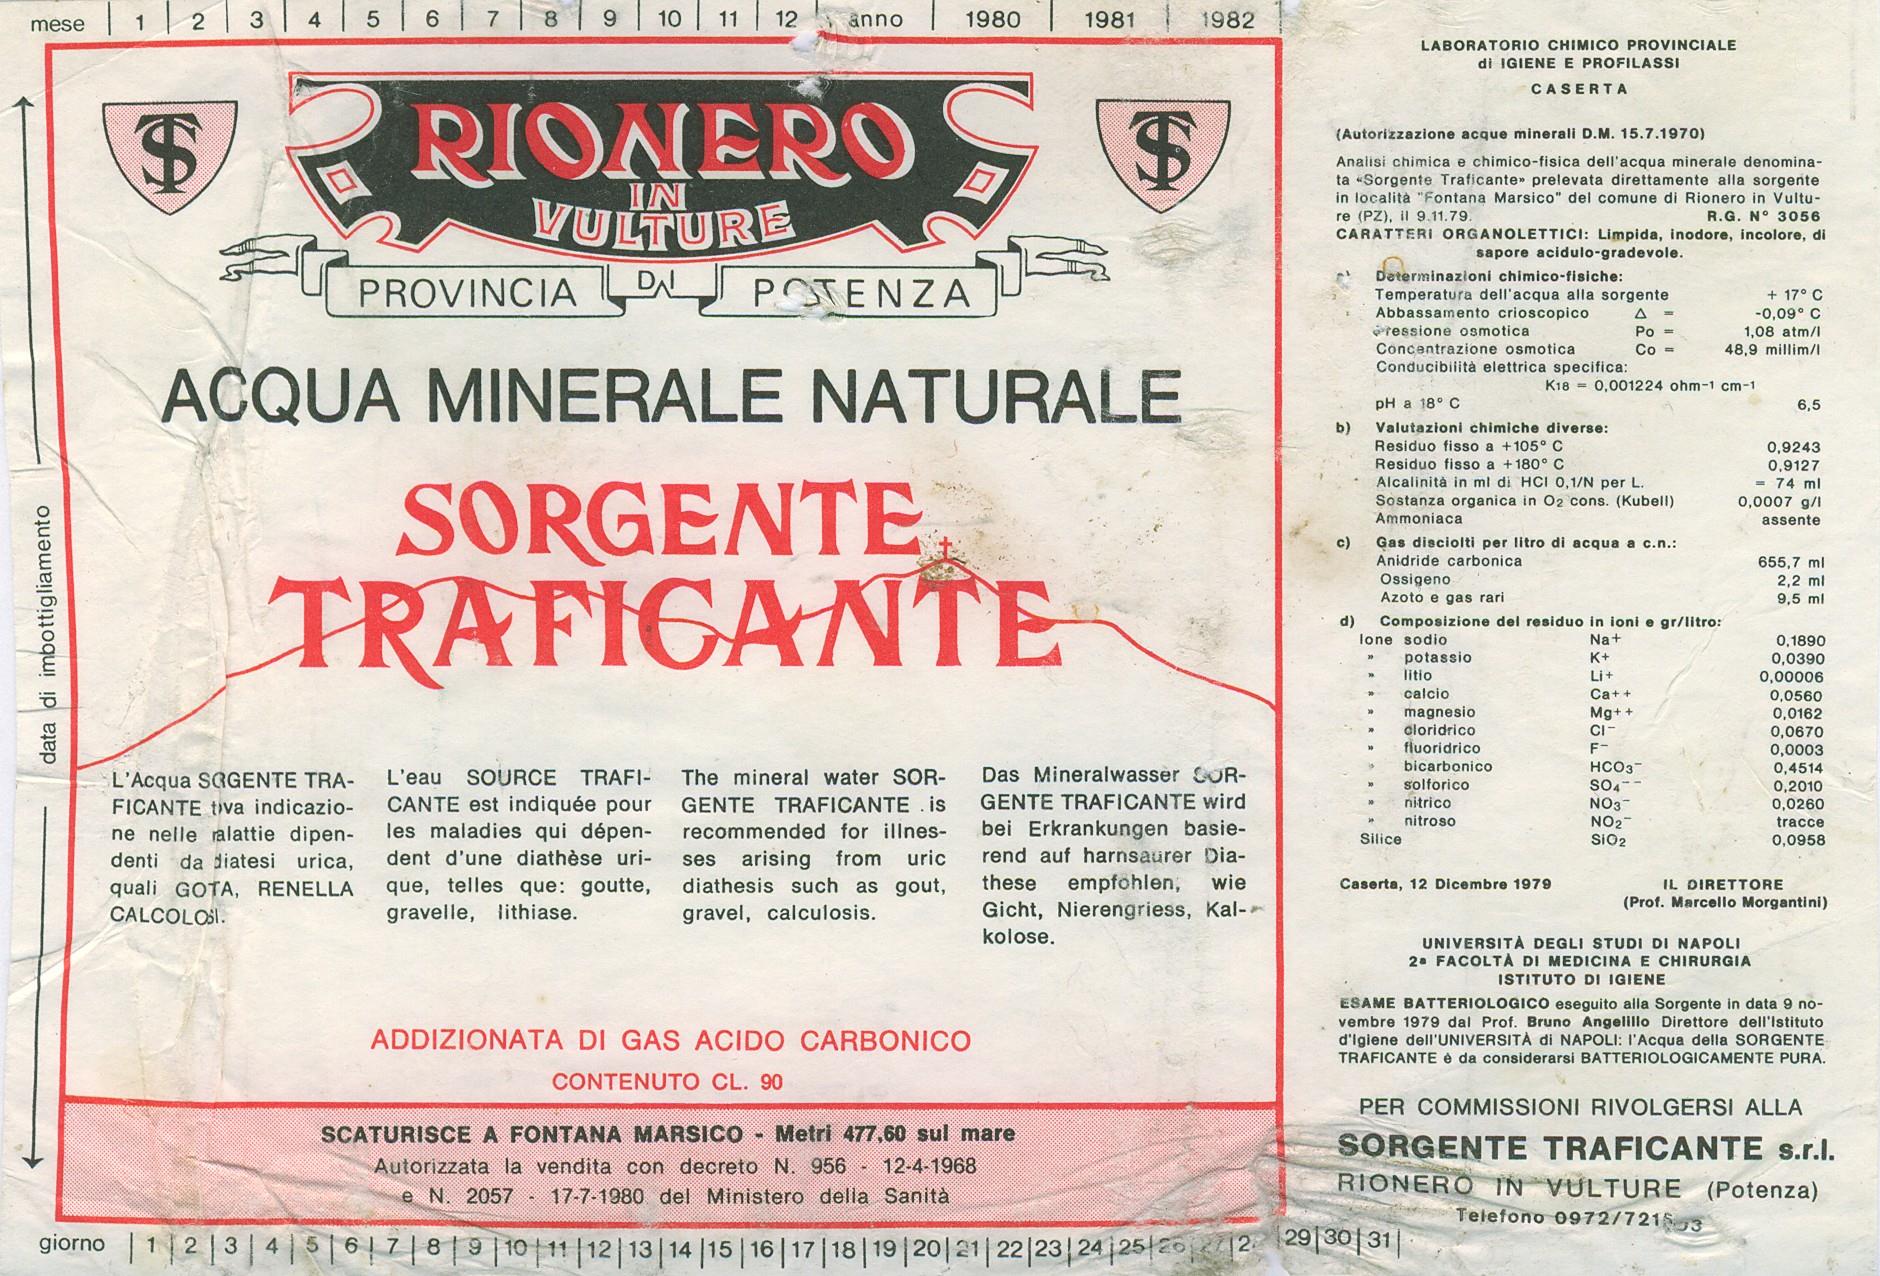 mese | 1 | 2 | 3 | 4 | 5 | 6 | 7 | 8 | 9 | 10 | 11 | 12 | anno | 1980 | 1981 | 1982
data di imbottigliamento
TS
RIONERO
IN
VULTURE
PROVINCIA DI POTENZA
TS
ACQUA MINERALE NATURALE
SORGENTE
TRAFICANTE
L'Acqua SORGENTE TRA-
FICANTE indicazio-
ne nelle malattie dipen-
denti da diatesi urica,
quali GOTA, RENELLA
CALCOLOSI.
L'eau SOURCE TRAFI-
CANTE est indiquée pour
les maladies qui dépen-
dent d'une diathèse uri-
que, telles que: goutte,
gravelle, lithiase.
The mineral water SOR-
GENTE TRAFICANTE is
recommended for illnes-
ses arising from uric
diathesis such as gout,
gravel, calculosis.
Das Mineralwasser SOR-
GENTE TRAFICANTE wird
bei Erkrankungen basie-
rend auf harnsaurer Dia-
these empfohlen, wie
Gicht, Nierengriess, Kal-
kolose.
ADDIZIONATA DI GAS ACIDO CARBONICO
CONTENUTO CL. 90
SCATURISCE A FONTANA MARSICO - Metri 477,60 sul mare
Autorizzata la vendita con decreto N. 956 - 12-4-1968
e N. 2057 - 17-7-1980 del Ministero della Sanità
giorno | 1 | 2 | 3 | 4 | 5 | 6 | 7 | 8 | 9 | 10 | 11 | 12 | 13 | 14 | 15 | 16 | 17 | 18 | 19 | 20 | 21 | 22 | 23 | 24 | 25 | 26 | 27 | 2 | 29 | 30 | 31 |
LABORATORIO CHIMICO PROVINCIALE
di IGIENE E PROFILASSI
CASERTA
(Autorizzazione acque minerali D.M. 15.7.1970)
Analisi chimica e chimico-fisica dell'acqua minerale denomina-
ta «Sorgente Traficante» prelevata direttamente alla sorgente
in località "Fontana Marsico" del comune di Rionero in Vultu-
re (PZ), il 9.11.79. R.G. N° 3056
CARATTERI ORGANOLETTICI: Limpida, inodore, incolore, di
sapore acidulo-gradevole.
a) Determinazioni chimico-fisiche:
Temperatura dell'acqua alla sorgente + 17° C
Abbassamento crioscopico Δ = -0,09° C
Pressione osmotica Po = 1,08 atm/l
Concentrazione osmotica Co = 48,9 millim/l
Conducibilità elettrica specifica:
K18 = 0,001224 ohm-1 cm-1
pH a 18° C 6,5
b) Valutazioni chimiche diverse:
Residuo fisso a +105° C 0,9243
Residuo fisso a +180° C 0,9127
Alcalinità in ml di HCl 0,1/N per L. = 74 ml
Sostanza organica in O2 cons. (Kubell) 0,0007 g/l
Ammoniaca assente
c) Gas disciolti per litro di acqua a c.n.:
Anidride carbonica 655,7 ml
Ossigeno 2,2 ml
Azoto e gas rari 9,5 ml
d) Composizione del residuo in ioni e gr/litro:
Ione sodio Na+ 0,1890
» potassio K+ 0,0390
» litio Li+ 0,00006
» calcio Ca++ 0,0560
» magnesio Mg++ 0,0162
» cloridrico Cl− 0,0670
» fluoridrico F− 0,0003
» bicarbonico HCO3− 0,4514
» solforico SO4−− 0,2010
» nitrico NO3− 0,0260
» nitroso NO2− tracce
Silice SiO2 0,0958
Caserta, 12 Dicembre 1979 IL DIRETTORE
(Prof. Marcello Morgantini)
UNIVERSITÀ DEGLI STUDI DI NAPOLI
2ª FACOLTÀ DI MEDICINA E CHIRURGIA
ISTITUTO DI IGIENE
ESAME BATTERIOLOGICO eseguito alla Sorgente in data 9 no-
vembre 1979 dal Prof. Bruno Angelillo Direttore dell'Istituto
d'Igiene dell'UNIVERSITÀ di NAPOLI: l'Acqua della SORGENTE
TRAFICANTE è da considerarsi BATTERIOLOGICAMENTE PURA.
PER COMMISSIONI RIVOLGERSI ALLA
SORGENTE TRAFICANTE s.r.l.
RIONERO IN VULTURE (Potenza)
Telefono